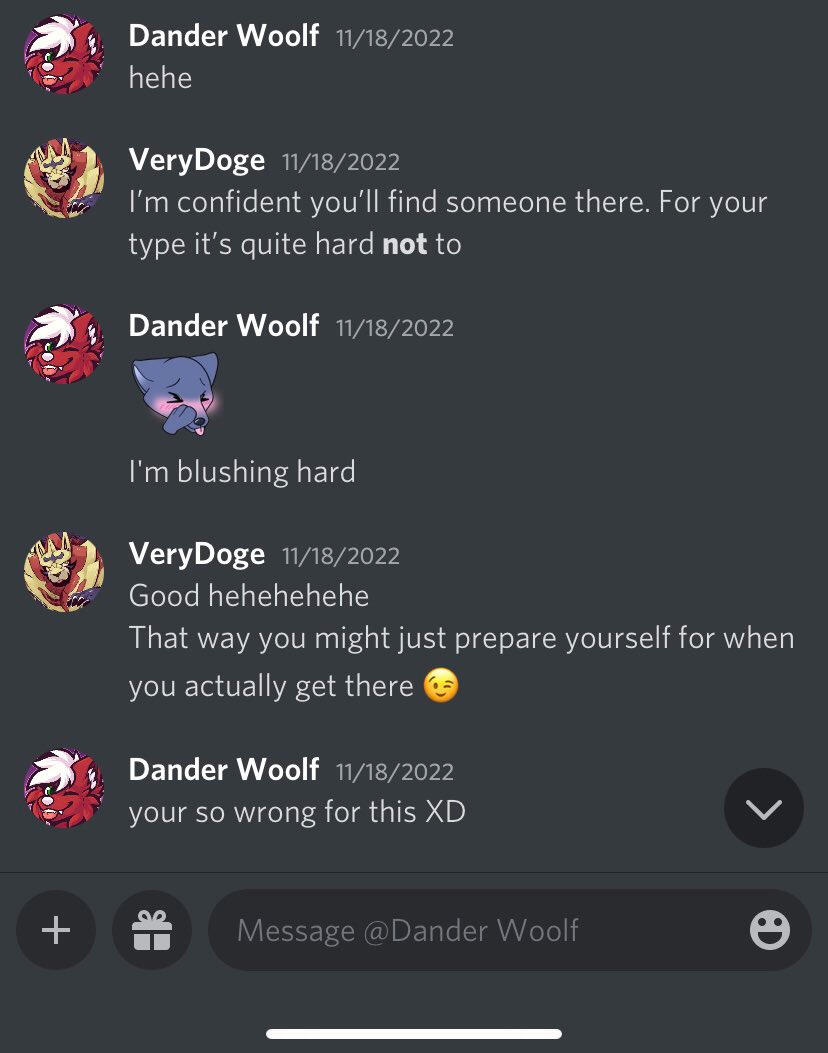 Dander Woolf 11/18/2022
hehe
VeryDoge 11/18/2022
I’m confident you’ll find someone there. For your
type it’s quite hard not to
Dander Woolf 11/18/2022
I'm blushing hard
VeryDoge 11/18/2022
Good hehehehehe
That way you might just prepare yourself for when
you actually get there 😉
Dander Woolf 11/18/2022
your so wrong for this XD
Message @Dander Woolf